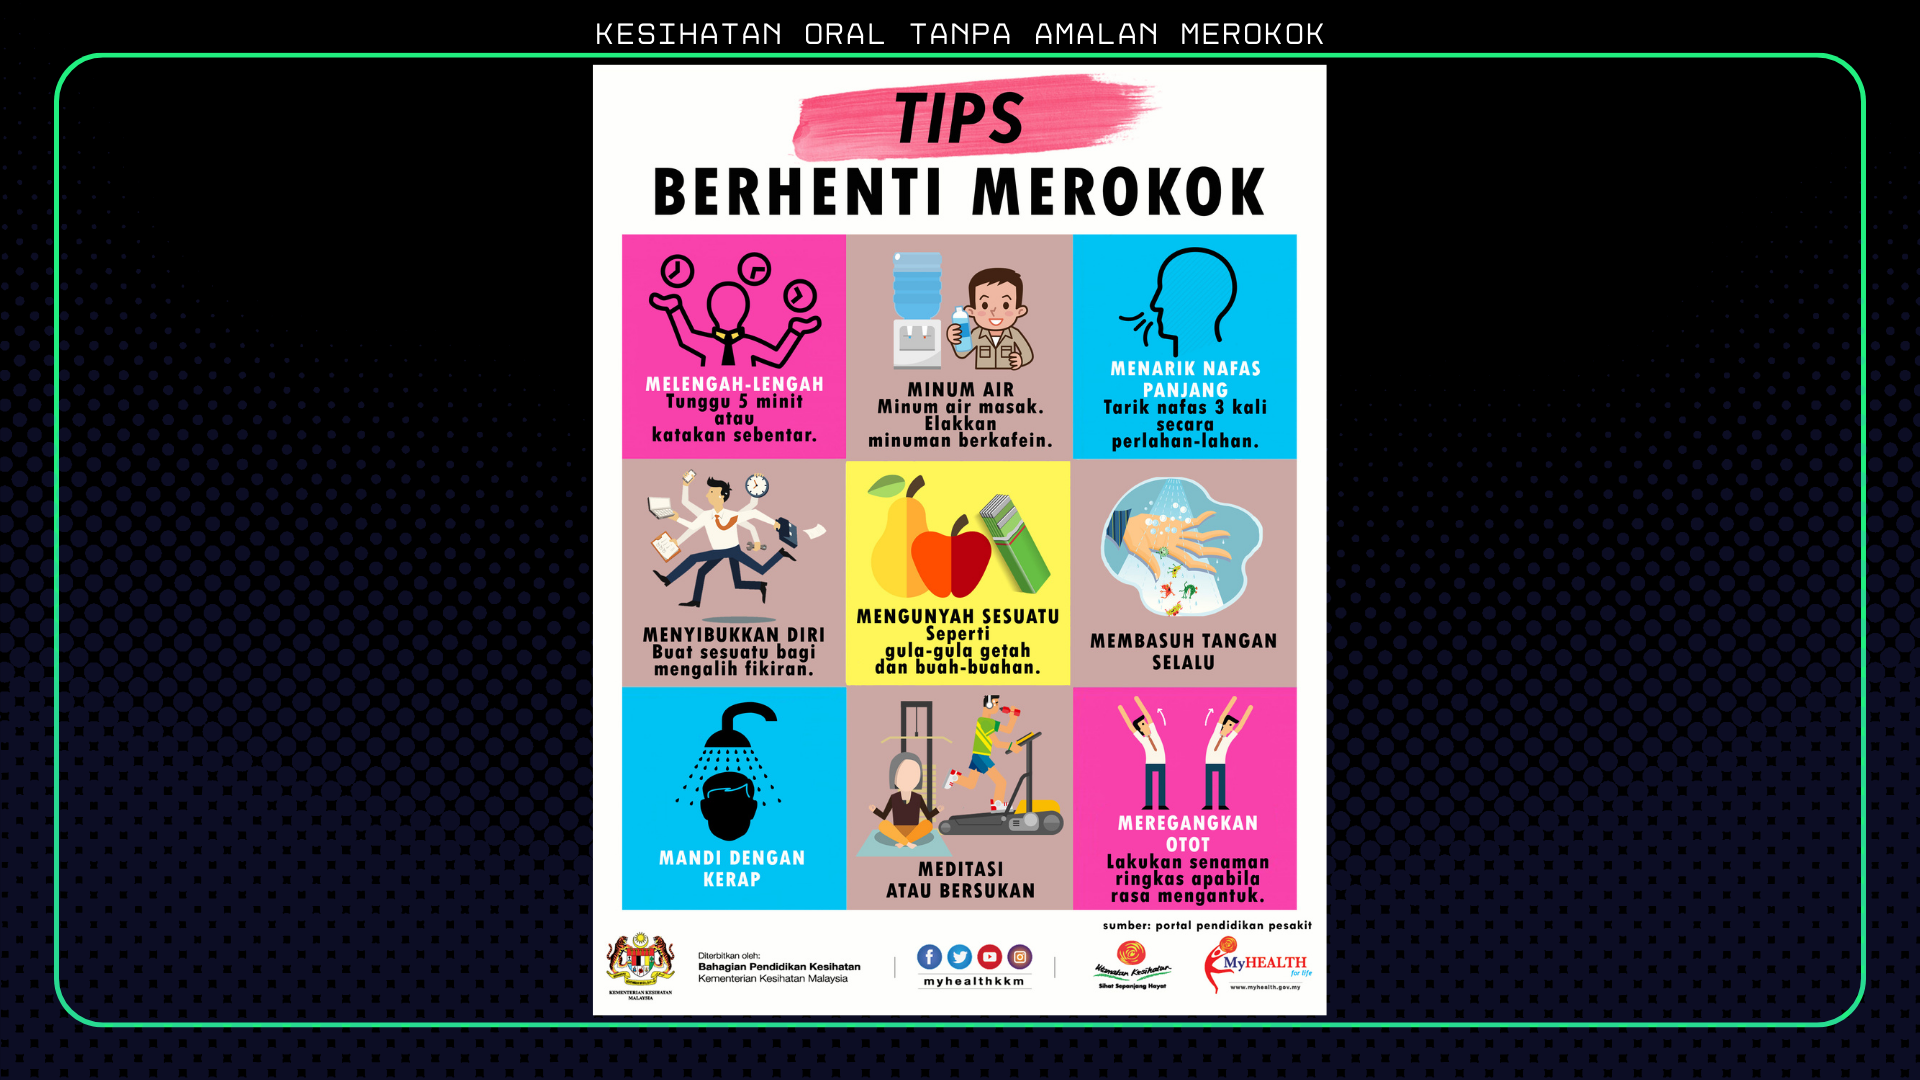 KESIHATAN ORAL TANPA AMALAN MEROKOK
TIPS
BERHENTI MEROKOK
MELENGAH-LENGAH
Tunggu 5 minit
atau
katakan sebentar.
MINUM AIR
Minum air masak.
Elakkan
minuman berkafein.
MENARIK NAFAS
PANJANG
Tarik nafas 3 kali
secara
perlahan-lahan.
MENYIBUKKAN DIRI
Buat sesuatu bagi
mengalih fikiran.
MENGUNYAH SESUATU
Seperti
gula-gula getah
dan buah-buahan.
MEMBASUH TANGAN
SELALU
MANDI DENGAN
KERAP
MEDITASI
ATAU BERSUKAN
MEREGANGKAN
OTOT
Lakukan senaman
ringkas apabila
rasa mengantuk.
sumber: portal pendidikan pesakit
KEMENTERIAN KESIHATAN
MALAYSIA
Diterbitkan oleh:
Bahagian Pendidikan Kesihatan
Kementerian Kesihatan Malaysia
myhealthkkm
Hematan Kesihatan
Sihat Sepanjang Hayat
MyHEALTH
for life
www.myhealth.gov.my